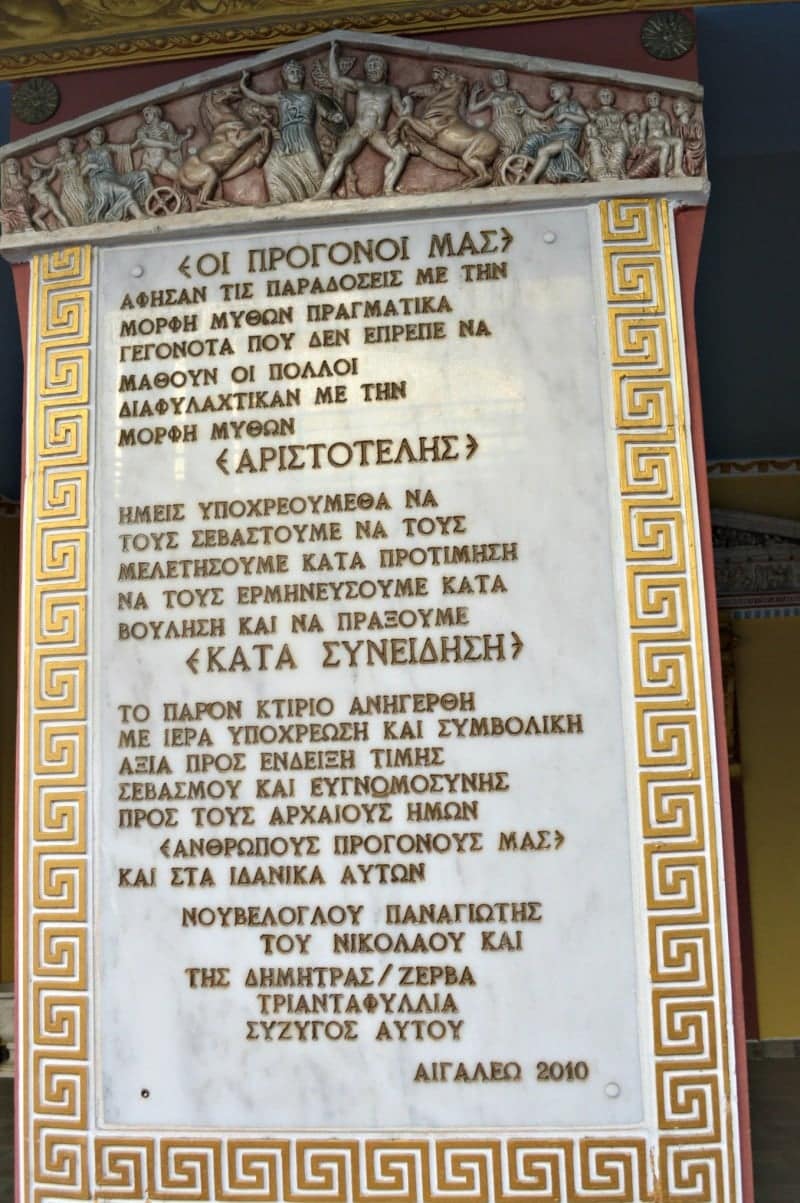 <ΟΙ ΠΡΟΓΟΝΟΙ ΜΑΣ>
ΑΦΗΣΑΝ ΤΙΣ ΠΑΡΑΔΟΣΕΙΣ ΜΕ ΤΗΝ
ΜΟΡΦΗ ΜΥΘΩΝ ΠΡΑΓΜΑΤΙΚΑ
ΓΕΓΟΝΟΤΑ ΠΟΥ ΔΕΝ ΕΠΡΕΠΕ ΝΑ
ΜΑΘΟΥΝ ΟΙ ΠΟΛΛΟΙ
ΔΙΑΦΥΛΑΧΤΙΚΑΝ ΜΕ ΤΗΝ
ΜΟΡΦΗ ΜΥΘΩΝ
<ΑΡΙΣΤΟΤΕΛΗΣ>
ΗΜΕΙΣ ΥΠΟΧΡΕΟΥΜΕΘΑ ΝΑ
ΤΟΥΣ ΣΕΒΑΣΤΟΥΜΕ ΝΑ ΤΟΥΣ
ΜΕΛΕΤΗΣΟΥΜΕ ΚΑΤΑ ΠΡΟΤΙΜΗΣΗ
ΝΑ ΤΟΥΣ ΕΡΜΗΝΕΥΣΟΥΜΕ ΚΑΤΑ
ΒΟΥΛΗΣΗ ΚΑΙ ΝΑ ΠΡΑΞΟΥΜΕ
<ΚΑΤΑ ΣΥΝΕΙΔΗΣΗ>
ΤΟ ΠΑΡΟΝ ΚΤΙΡΙΟ ΑΝΗΓΕΡΘΗ
ΜΕ ΙΕΡΑ ΥΠΟΧΡΕΩΣΗ ΚΑΙ ΣΥΜΒΟΛΙΚΗ
ΑΞΙΑ ΠΡΟΣ ΕΝΔΕΙΞΗ ΤΙΜΗΣ
ΣΕΒΑΣΜΟΥ ΚΑΙ ΕΥΓΝΩΜΟΣΥΝΗΣ
ΠΡΟΣ ΤΟΥΣ ΑΡΧΑΙΟΥΣ ΗΜΩΝ
<ΑΝΘΡΩΠΟΥΣ ΠΡΟΓΟΝΟΥΣ ΜΑΣ>
ΚΑΙ ΣΤΑ ΙΔΑΝΙΚΑ ΑΥΤΩΝ
ΝΟΥΒΕΛΟΓΛΟΥ ΠΑΝΑΓΙΩΤΗΣ
ΤΟΥ ΝΙΚΟΛΑΟΥ ΚΑΙ
ΤΗΣ ΔΗΜΗΤΡΑΣ/ΖΕΡΒΑ
ΤΡΙΑΝΤΑΦΥΛΛΙΑ
ΣΥΖΥΓΟΣ ΑΥΤΟΥ
ΑΙΓΑΛΕΩ 2010